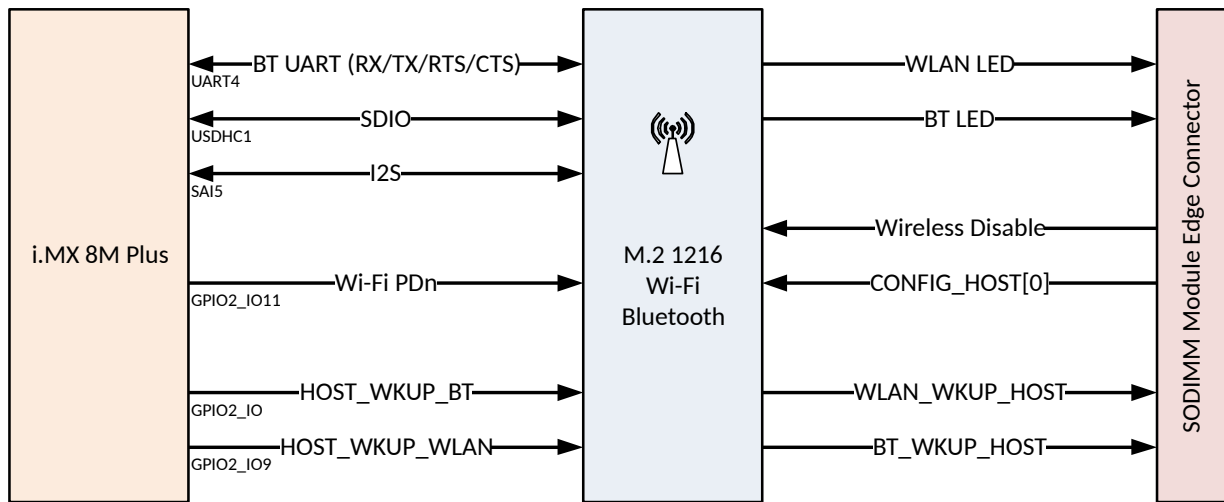 BT UART (RX/TX/RTS/CTS)
UART4
SDIO
USDHC1
I2S
SAI5
i.MX 8M Plus
Wi-Fi PDn
GPIO2_IO11
HOST_WKUP_BT
GPIO2_IO
HOST_WKUP_WLAN
GPIO2_IO9
M.2 1216
Wi-Fi
Bluetooth
WLAN LED
BT LED
Wireless Disable
CONFIG_HOST[0]
WLAN_WKUP_HOST
BT_WKUP_HOST
SODIMM Module Edge Connector